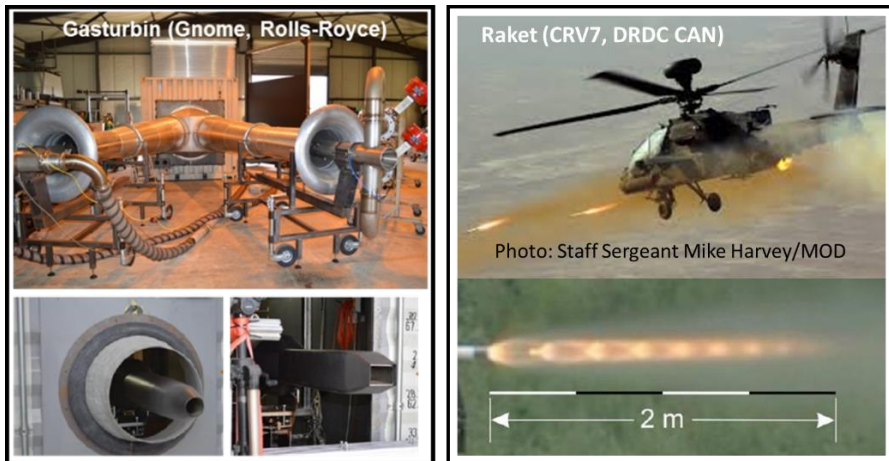 Gasturbin (Gnome, Rolls-Royce)
Raket (CRV7, DRDC CAN)
Photo: Staff Sergeant Mike Harvey/MOD
2 m